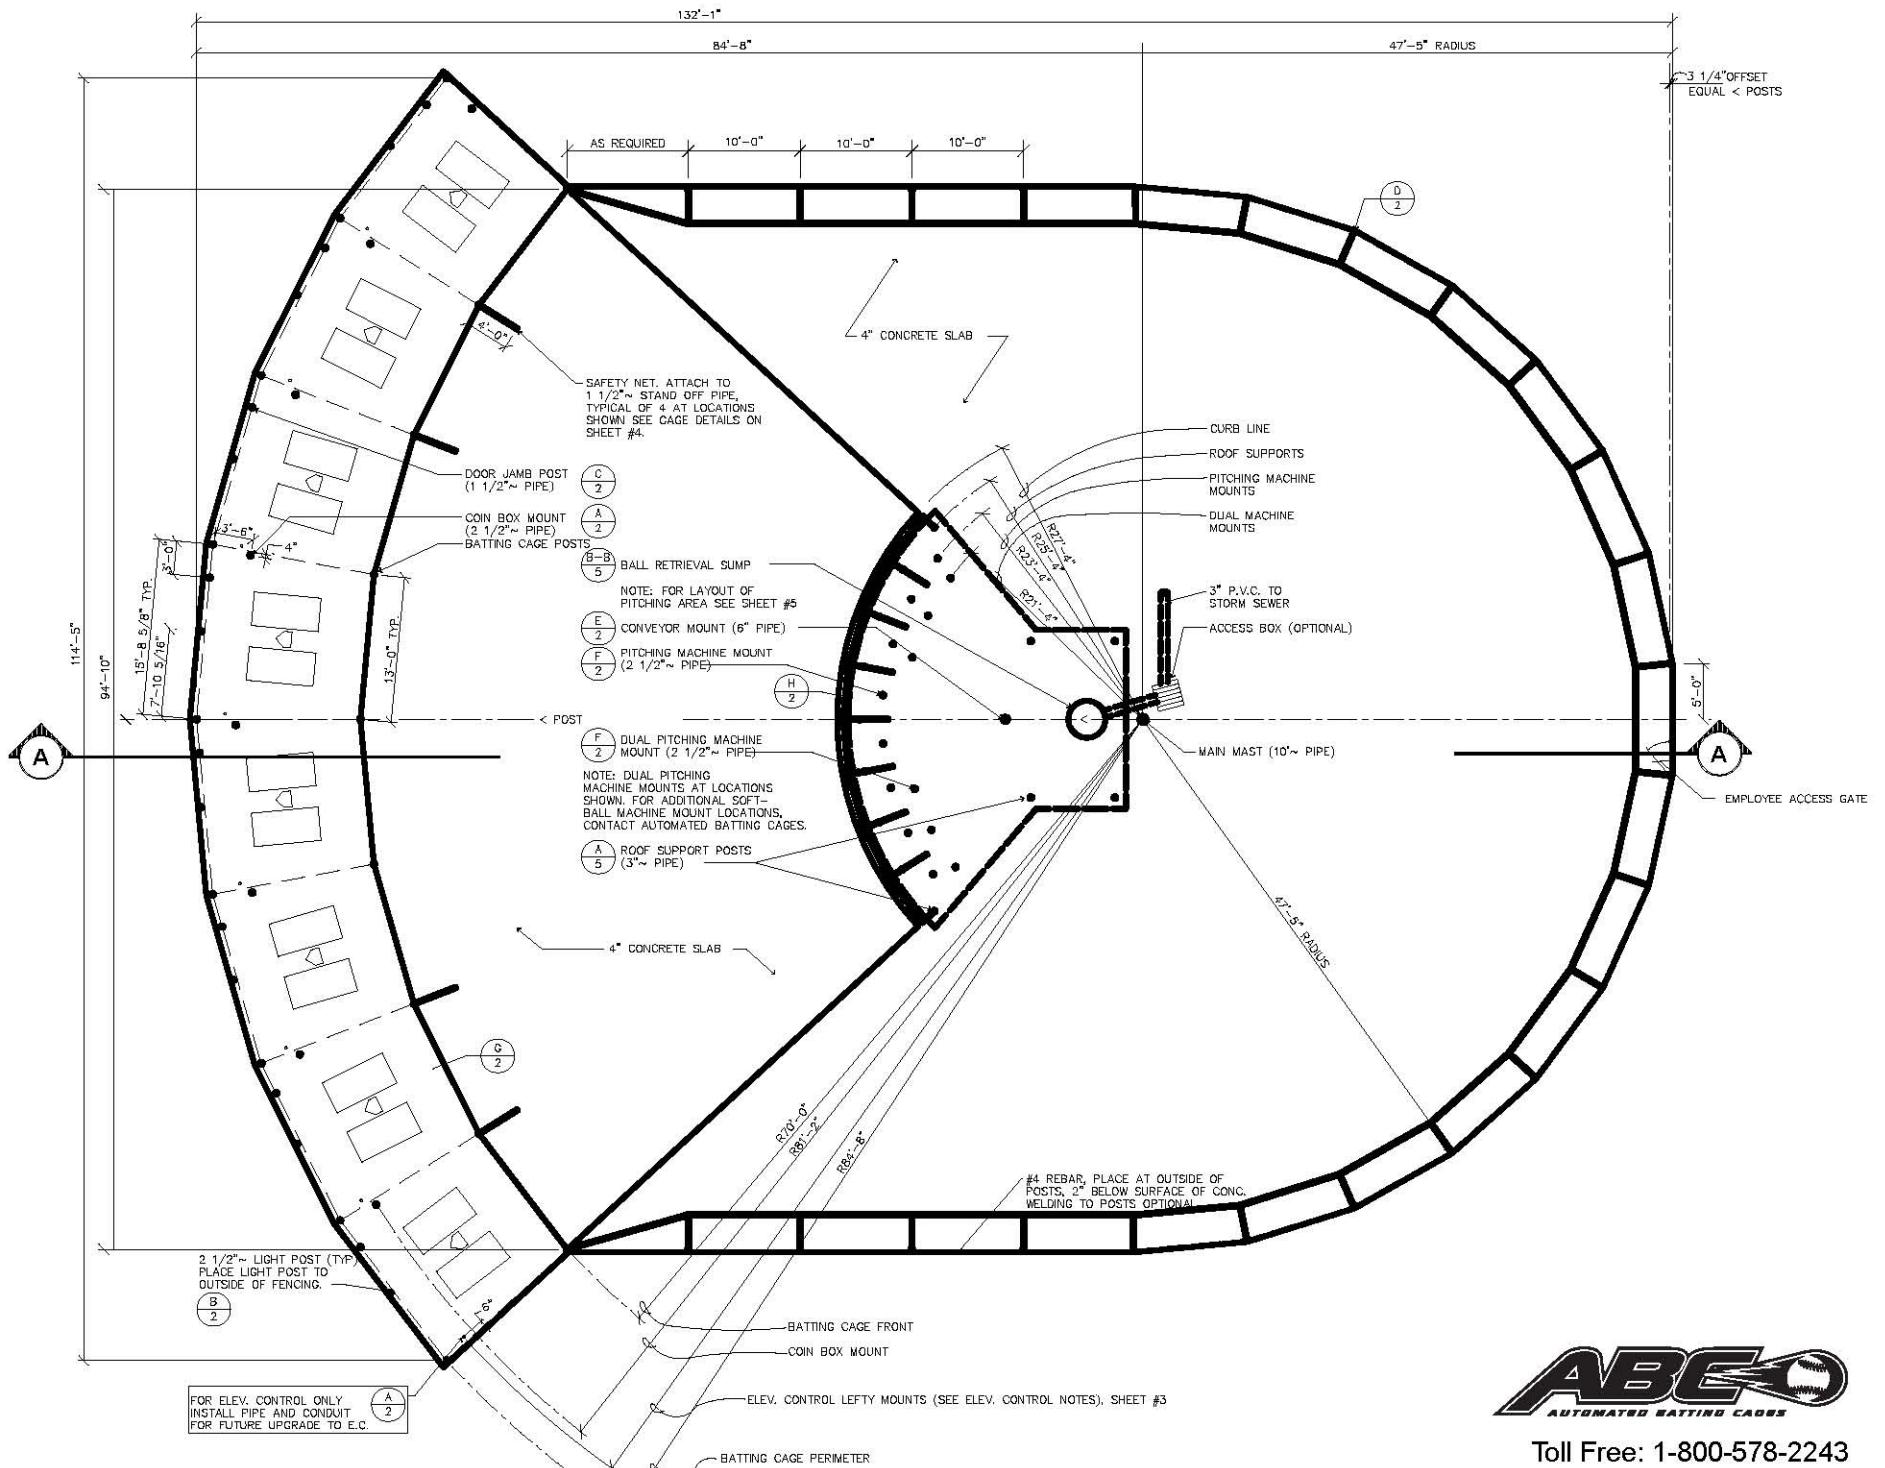 132'-1"
84'-8"
47'-5" RADIUS
3 1/4"OFFSET
EQUAL < POSTS
AS REQUIRED
10'-0"
10'-0"
10'-0"
D
2
4" CONCRETE SLAB
4'-0"
SAFETY NET. ATTACH TO
1 1/2"~ STAND OFF PIPE,
TYPICAL OF 4 AT LOCATIONS
SHOWN SEE CAGE DETAILS ON
SHEET #4.
CURB LINE
ROOF SUPPORTS
PITCHING MACHINE
MOUNTS
DUAL MACHINE
MOUNTS
DOOR JAMB POST
(1 1/2"~ PIPE)
C
2
COIN BOX MOUNT
(2 1/2"~ PIPE)
A
2
BATTING CAGE POSTS
3'-6"
4"
3'-0"
15'-8 5/8" TYP.
7'-10 5/16"
13'-0" TYP.
114'-5"
94'-10"
B-B
5
BALL RETRIEVAL SUMP
NOTE: FOR LAYOUT OF
PITCHING AREA SEE SHEET #5
E
2
CONVEYOR MOUNT (6" PIPE)
F
2
PITCHING MACHINE MOUNT
(2 1/2"~ PIPE)
H
2
R27'-4"
R25'-4"
R23'-4"
R21'-4"
3" P.V.C. TO
STORM SEWER
ACCESS BOX (OPTIONAL)
5'-0"
< POST
<
A
A
F
2
DUAL PITCHING MACHINE
MOUNT (2 1/2"~ PIPE)
MAIN MAST (10"~ PIPE)
NOTE: DUAL PITCHING
MACHINE MOUNTS AT LOCATIONS
SHOWN. FOR ADDITIONAL SOFT-
BALL MACHINE MOUNT LOCATIONS,
CONTACT AUTOMATED BATTING CAGES.
EMPLOYEE ACCESS GATE
A
5
ROOF SUPPORT POSTS
(3"~ PIPE)
47'-5" RADIUS
4" CONCRETE SLAB
G
2
R70'-0"
R81'-2"
R84'-8"
#4 REBAR, PLACE AT OUTSIDE OF
POSTS, 2" BELOW SURFACE OF CONC.
WELDING TO POSTS OPTIONAL
2 1/2"~ LIGHT POST (TYP)
PLACE LIGHT POST TO
OUTSIDE OF FENCING.
B
2
BATTING CAGE FRONT
COIN BOX MOUNT
FOR ELEV. CONTROL ONLY
INSTALL PIPE AND CONDUIT
FOR FUTURE UPGRADE TO E.C.
A
2
ELEV. CONTROL LEFTY MOUNTS (SEE ELEV. CONTROL NOTES), SHEET #3
BATTING CAGE PERIMETER
ABC
AUTOMATED BATTING CAGES
Toll Free: 1-800-578-2243